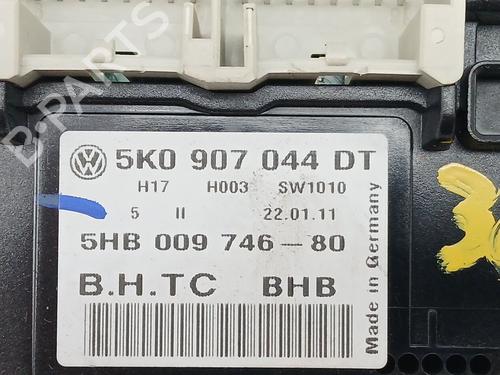 B-PARTS
5K0 907 044 DT
H17 H003 SW1010
5 II 22.01.11
5HB 009 746-80
B.H.TC BHB
Made in Germany